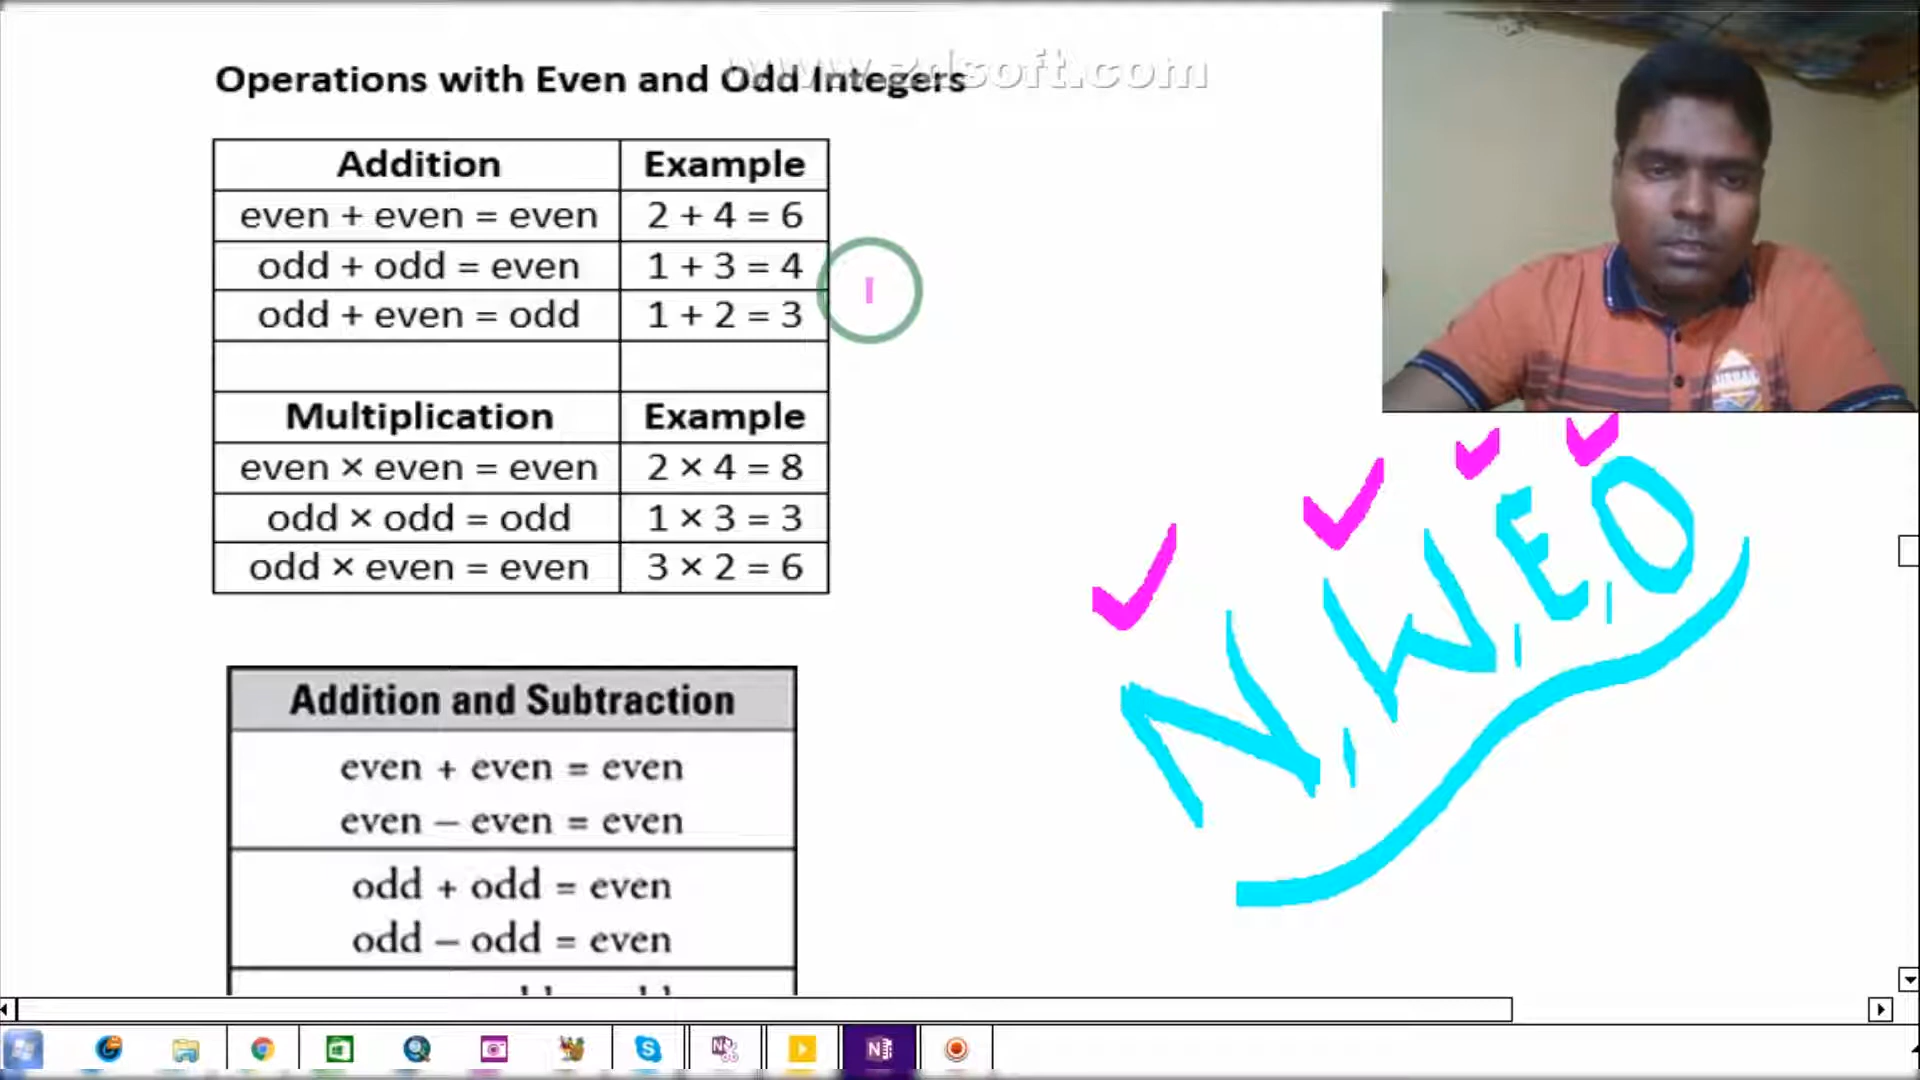 www.zdsoft.com
Operations with Even and Odd Integers
Addition Example
even + even = even 2 + 4 = 6
odd + odd = even 1 + 3 = 4
odd + even = odd 1 + 2 = 3
Multiplication Example
even × even = even 2 × 4 = 8
odd × odd = odd 1 × 3 = 3
odd × even = even 3 × 2 = 6
N, W, E, O
Addition and Subtraction
even + even = even
even – even = even
odd + odd = even
odd – odd = even